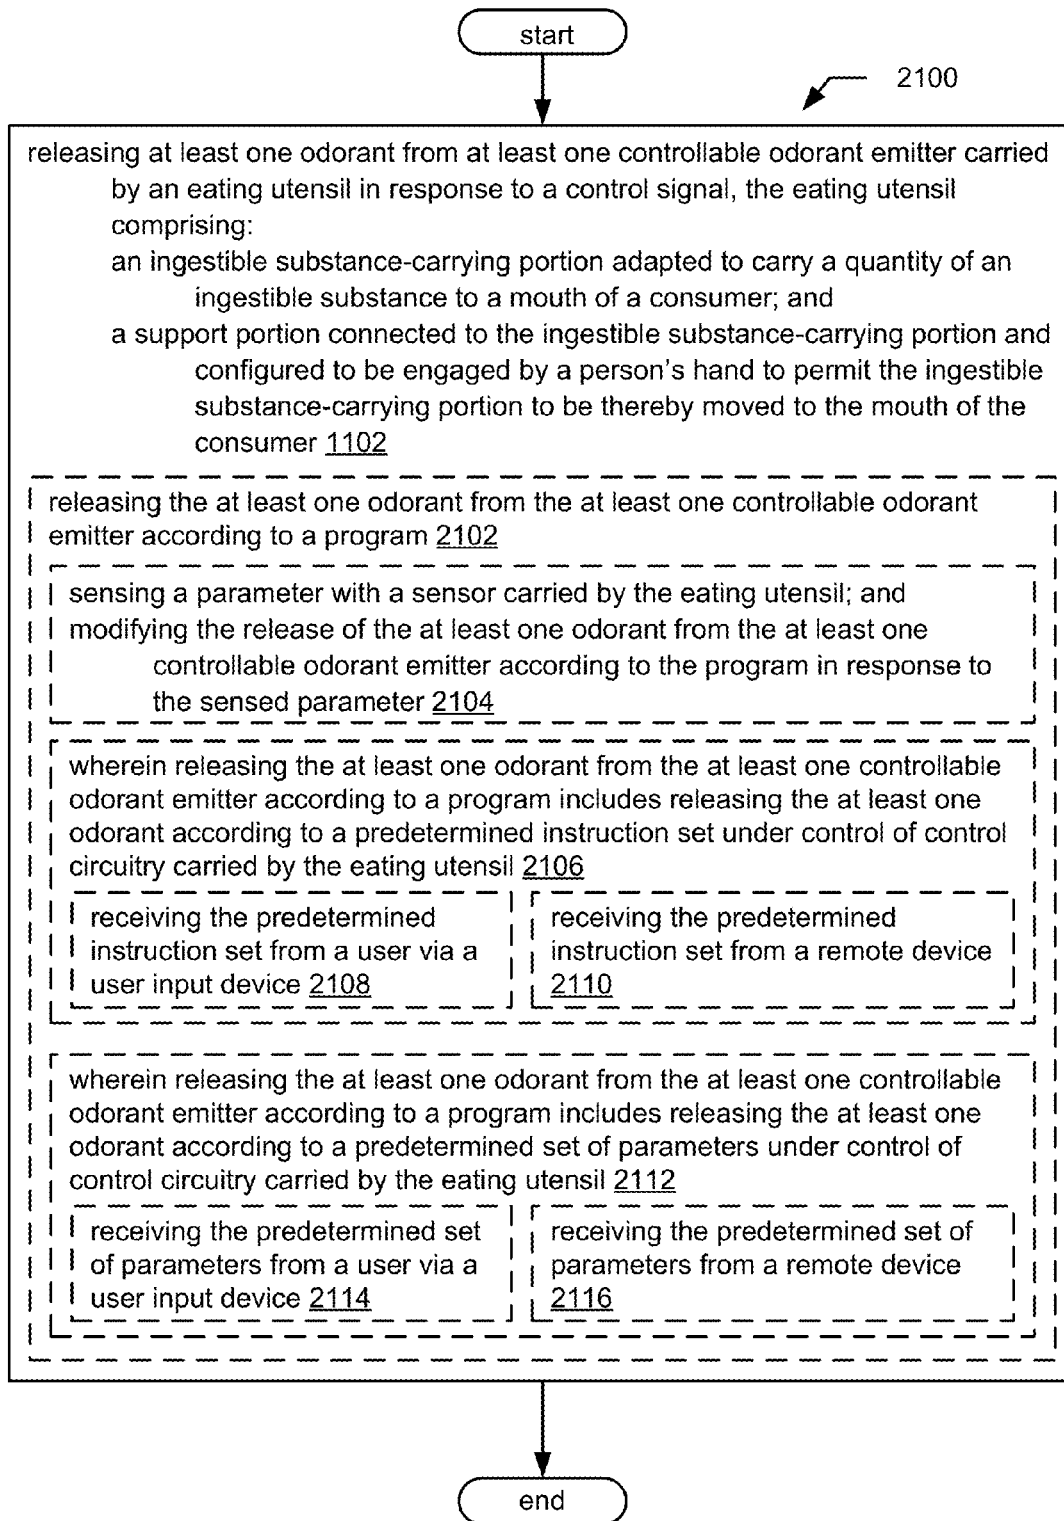 start
2100
releasing at least one odorant from at least one controllable odorant emitter carried
by an eating utensil in response to a control signal, the eating utensil
comprising:
an ingestible substance-carrying portion adapted to carry a quantity of an
ingestible substance to a mouth of a consumer; and
a support portion connected to the ingestible substance-carrying portion and
configured to be engaged by a person's hand to permit the ingestible
substance-carrying portion to be thereby moved to the mouth of the
consumer 1102
releasing the at least one odorant from the at least one controllable odorant
emitter according to a program 2102
sensing a parameter with a sensor carried by the eating utensil; and
modifying the release of the at least one odorant from the at least one
controllable odorant emitter according to the program in response to
the sensed parameter 2104
wherein releasing the at least one odorant from the at least one controllable
odorant emitter according to a program includes releasing the at least one
odorant according to a predetermined instruction set under control of control
circuitry carried by the eating utensil 2106
receiving the predetermined
instruction set from a user via a
user input device 2108
receiving the predetermined
instruction set from a remote device
2110
wherein releasing the at least one odorant from the at least one controllable
odorant emitter according to a program includes releasing the at least one
odorant according to a predetermined set of parameters under control of
control circuitry carried by the eating utensil 2112
receiving the predetermined set
of parameters from a user via a
user input device 2114
receiving the predetermined set of
parameters from a remote device
2116
end